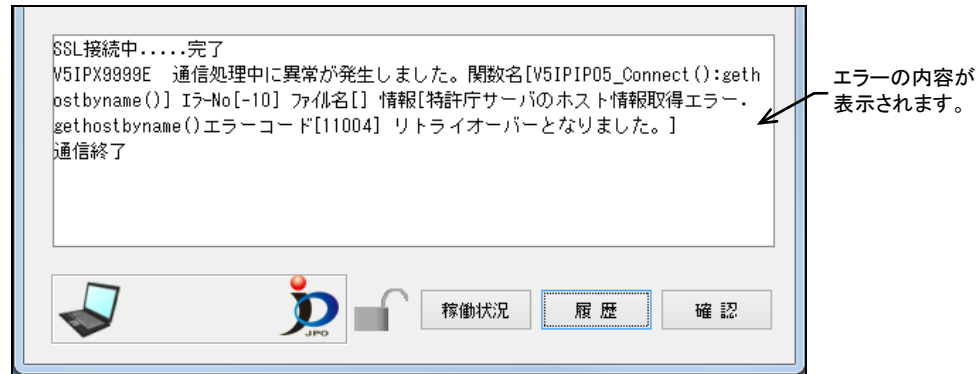 SSL接続中.....完了
V5IPX9999E　通信処理中に異常が発生しました。関数名[V5IPIP05_Connect():geth
ostbyname()] ｴﾗｰNo[-10] ﾌｧｲﾙ名[] 情報[特許庁サーバのホスト情報取得エラー.
gethostbyname()エラーコード[11004] リトライオーバーとなりました。]
通信終了
エラーの内容が
表示されます。
JPO
稼働状況
履 歴
確 認